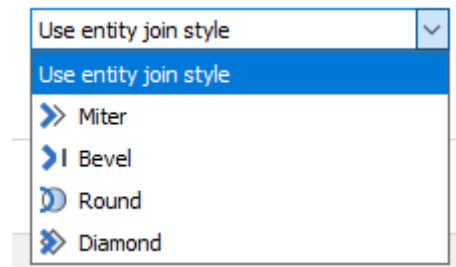 Use entity join style
Use entity join style
Miter
Bevel
Round
Diamond